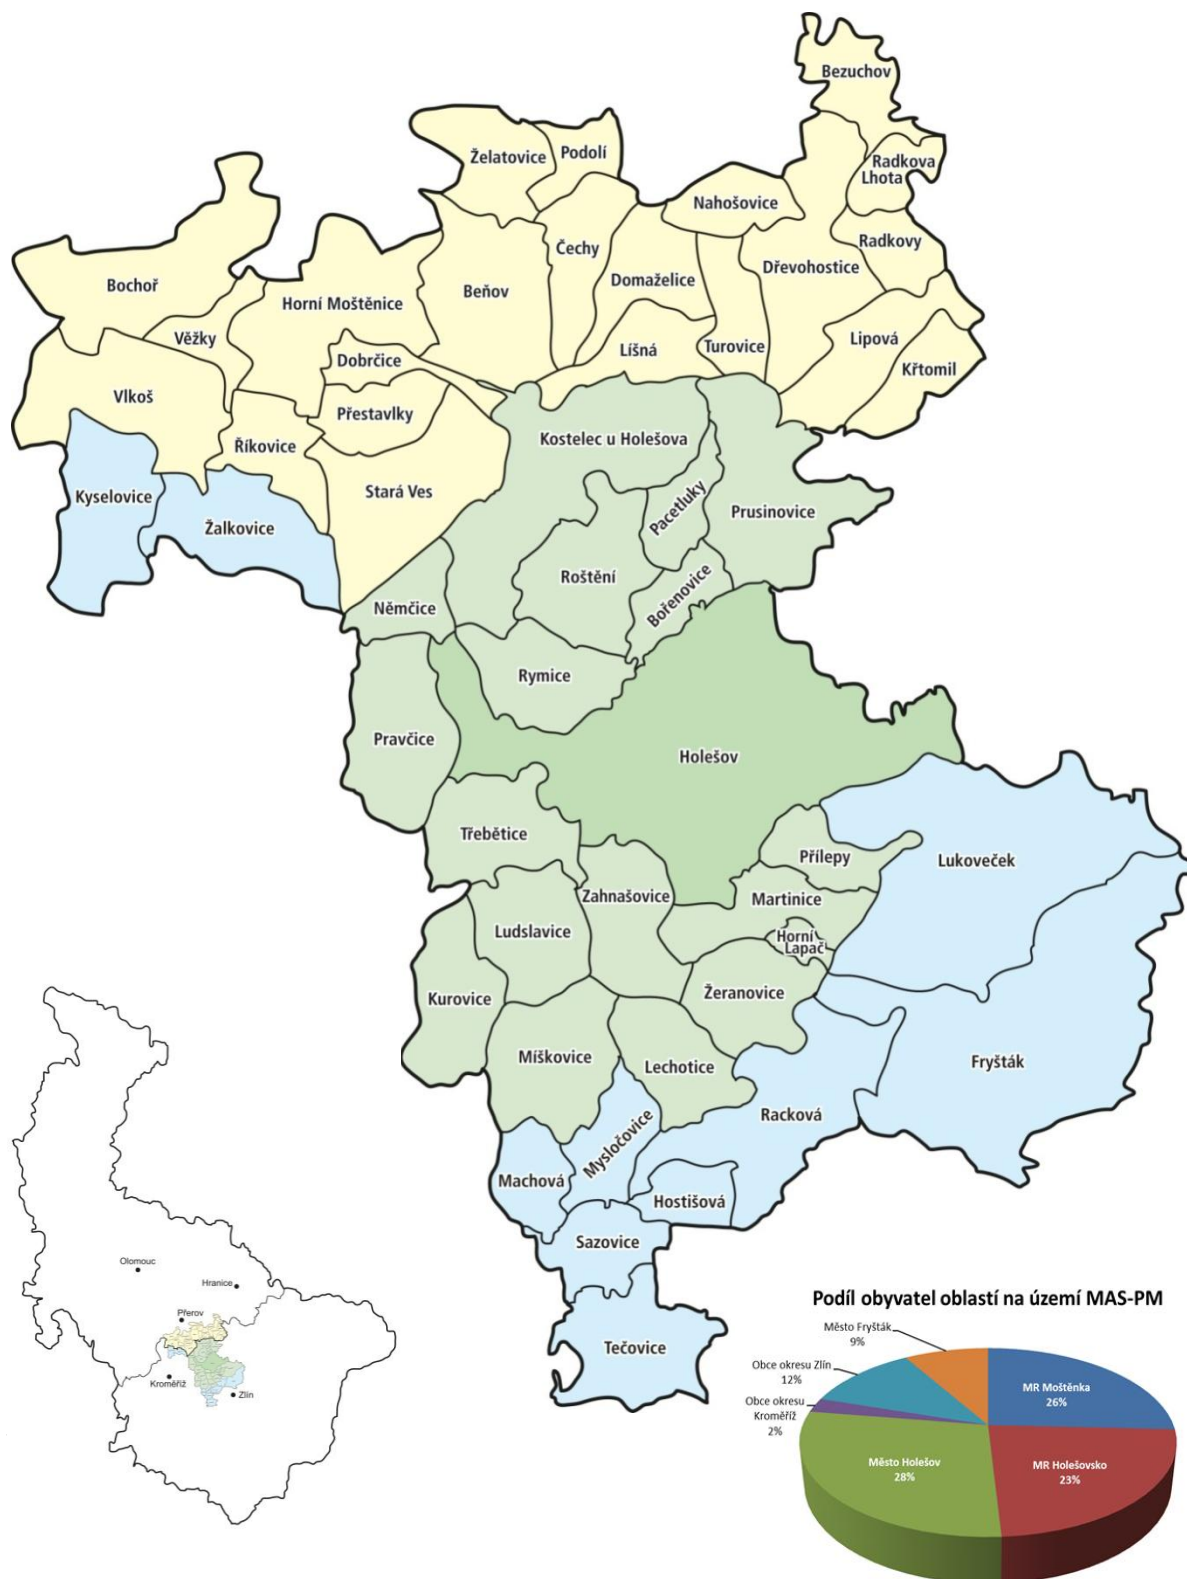 Bezuchov
Želatovice
Podolí
Radkova
Lhota
Nahošovice
Čechy
Radkovy
Dřevohostice
Domaželice
Bochoř
Beňov
Horní Moštěnice
Věžky
Lipová
Turovice
Líšná
Dobrčice
Křtomil
Vlkoš
Přestavlky
Kostelec u Holešova
Říkovice
Stará Ves
Kyselovice
Pacetluky
Prusinovice
Žalkovice
Roštění
Bořenovice
Němčice
Rymice
Pravčice
Holešov
Třebětice
Přílepy
Lukoveček
Zahnašovice
Martinice
Ludslavice
Horní
Lapač
Kurovice
Žeranovice
Míškovice
Lechotice
Fryšták
Racková
Mysločovice
Machová
Hostišová
Sazovice
Tečovice
Olomouc
Hranice
Přerov
Kroměříž
Zlín
Podíl obyvatel oblastí na území MAS-PM
Město Fryšták
9%
Obce okresu Zlín
12%
Obce okresu
Kroměříž
2%
MR Moštěnka
26%
Město Holešov
28%
MR Holešovsko
23%